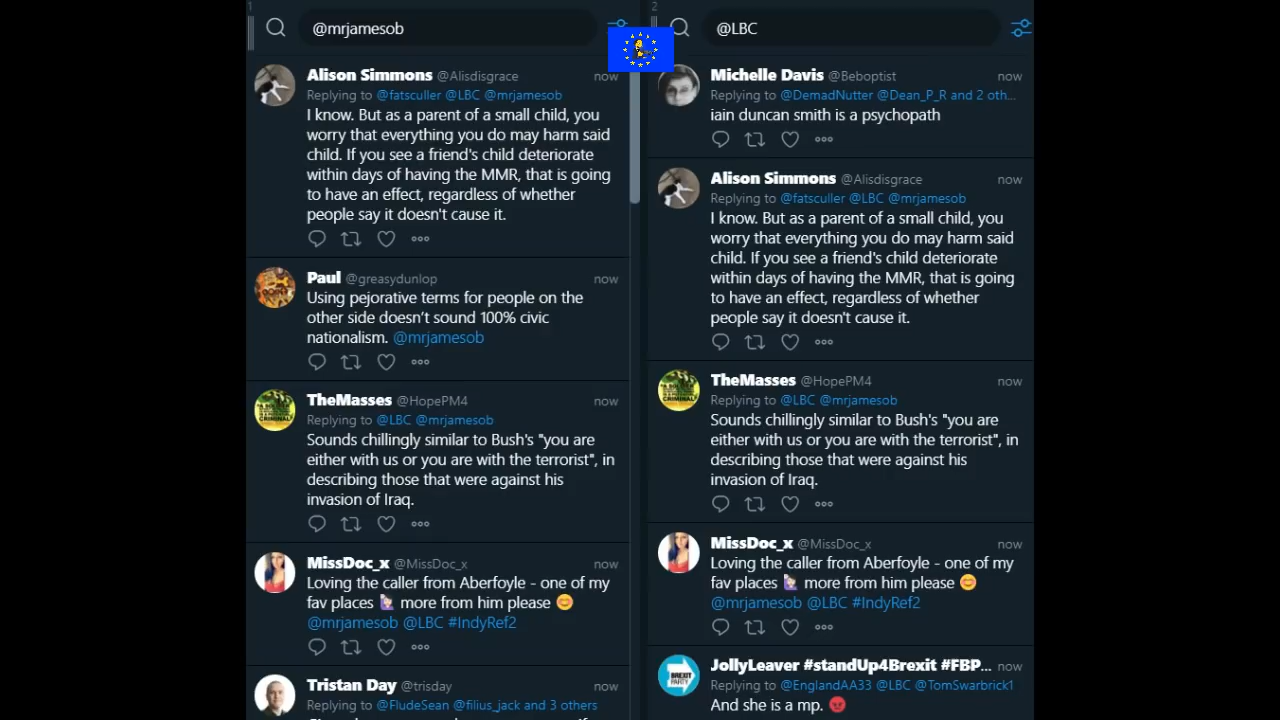 1
@mrjamesob
Alison Simmons @Alisdisgrace now
Replying to @fatsculler @LBC @mrjamesob
I know. But as a parent of a small child, you
worry that everything you do may harm said
child. If you see a friend's child deteriorate
within days of having the MMR, that is going
to have an effect, regardless of whether
people say it doesn't cause it.
Paul @greasydunlop now
Using pejorative terms for people on the
other side doesn't sound 100% civic
nationalism. @mrjamesob
TheMasses @HopePM4 now
Replying to @LBC @mrjamesob
Sounds chillingly similar to Bush's "you are
either with us or you are with the terrorist", in
describing those that were against his
invasion of Iraq.
MissDoc_x @MissDoc_x now
Loving the caller from Aberfoyle - one of my
fav places 🙋🏻‍♀️ more from him please 😊
@mrjamesob @LBC #IndyRef2
Tristan Day @trisday now
Replying to @FludeSean @filius_jack and 3 others
2
@LBC
Michelle Davis @Beboptist now
Replying to @DemadNutter @Dean_P_R and 2 oth...
iain duncan smith is a psychopath
Alison Simmons @Alisdisgrace now
Replying to @fatsculler @LBC @mrjamesob
I know. But as a parent of a small child, you
worry that everything you do may harm said
child. If you see a friend's child deteriorate
within days of having the MMR, that is going
to have an effect, regardless of whether
people say it doesn't cause it.
TheMasses @HopePM4 now
Replying to @LBC @mrjamesob
Sounds chillingly similar to Bush's "you are
either with us or you are with the terrorist", in
describing those that were against his
invasion of Iraq.
MissDoc_x @MissDoc_x now
Loving the caller from Aberfoyle - one of my
fav places 🙋🏻‍♀️ more from him please 😊
@mrjamesob @LBC #IndyRef2
BREXIT
PARTY
JollyLeaver #standUp4Brexit #FBP... now
Replying to @EnglandAA33 @LBC @TomSwarbrick1
And she is a mp. 😡